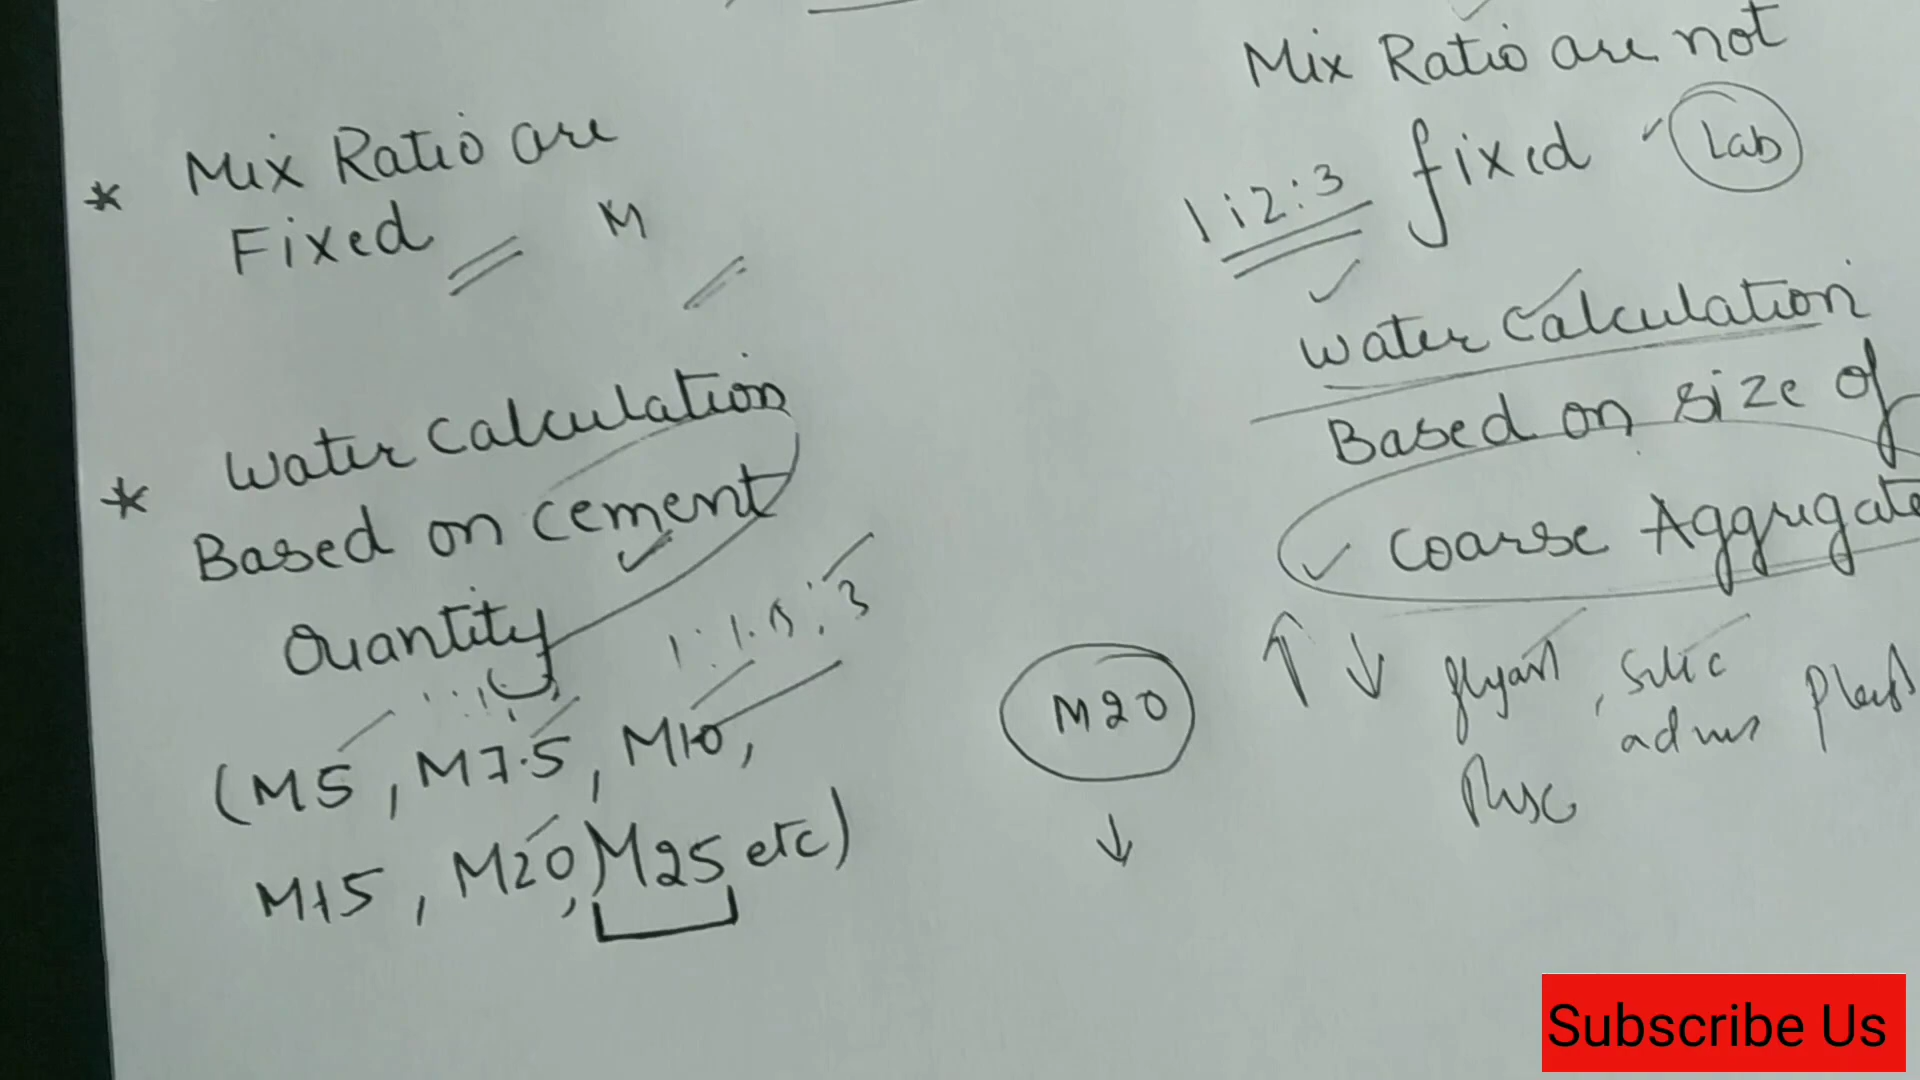 * Mix Ratio are
Fixed M
* Water Calculation
Based on cement
Quantity
1:1.5:3
(M5, M7.5, M10,
M15, M20, M25 etc)
Mix Ratio are not
1:2:3 fixed Lab
Water Calculation
Based on size of
Coarse Aggregate
M20
Subscribe Us